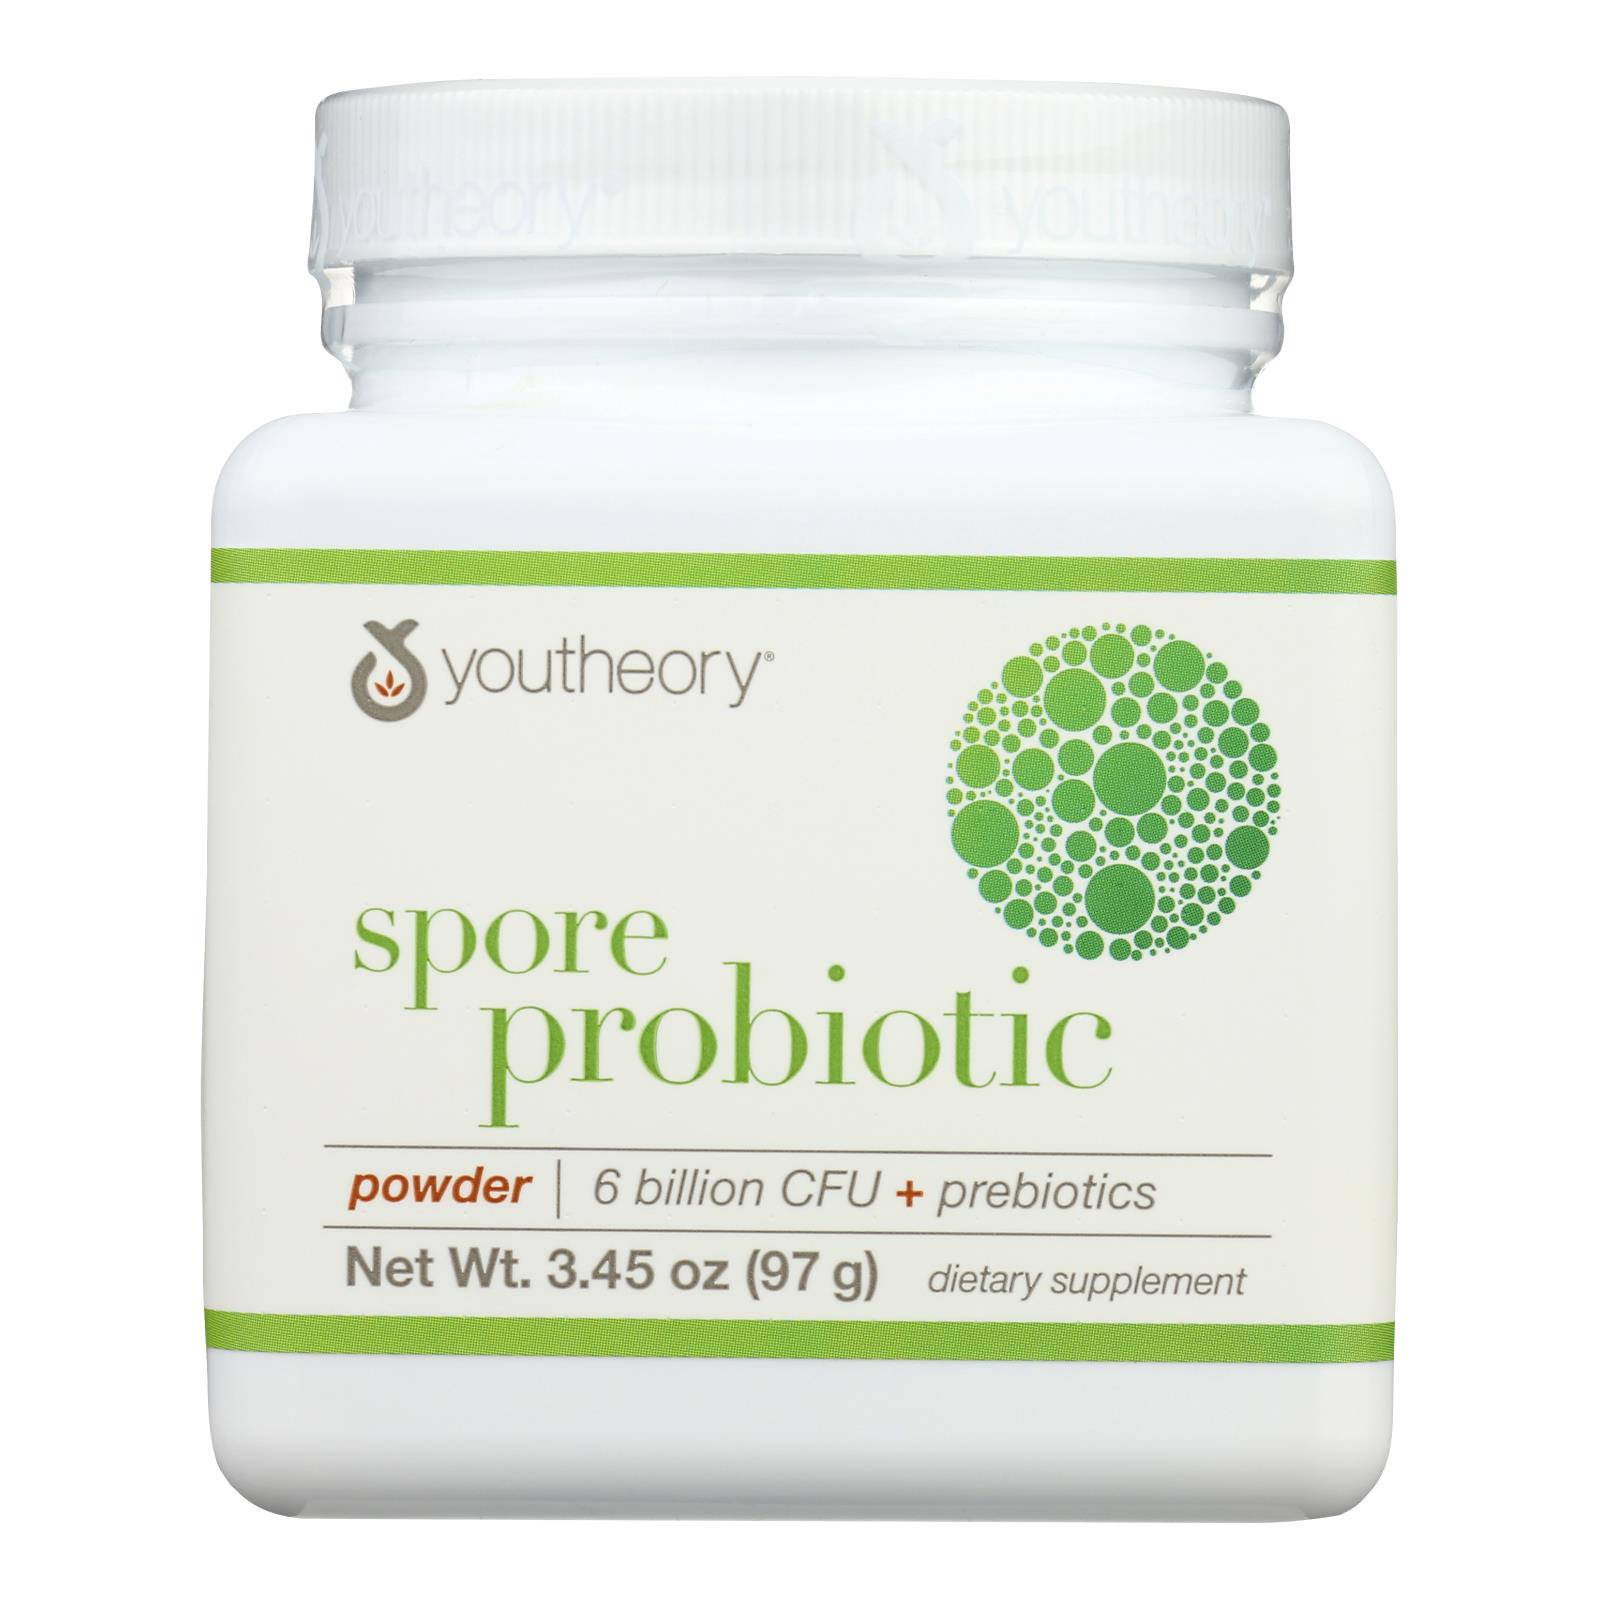 youtheory® youtheory
youtheory®
spore
probiotic
powder | 6 billion CFU + prebiotics
Net Wt. 3.45 oz (97 g) dietary supplement